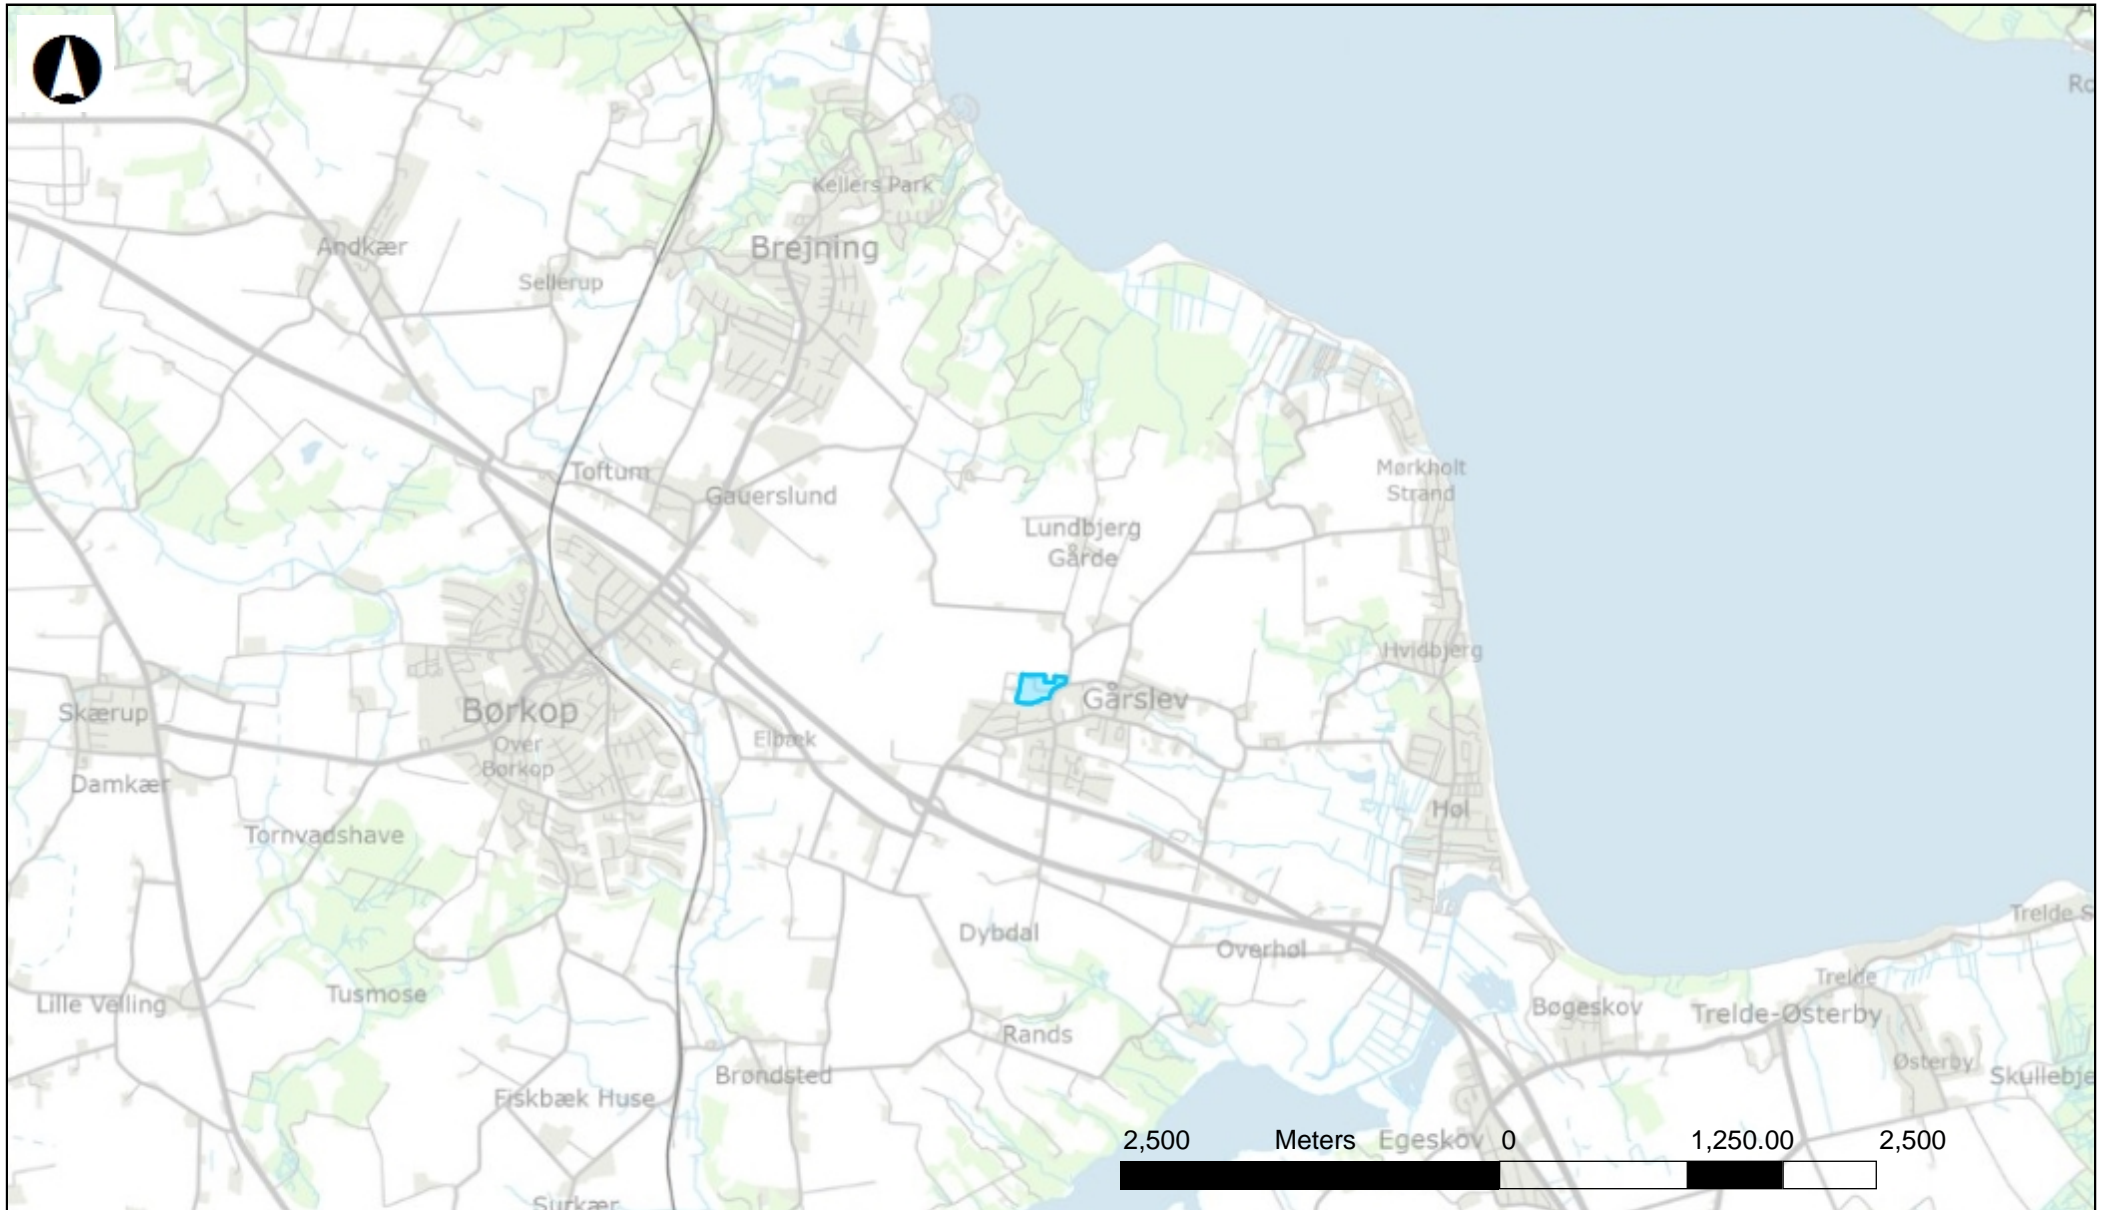 Ro
Kellers Park
Andkær
Brejning
Sellerup
Mørkholt
Strand
Toftum
Gauerslund
Lundbjerg
Gårde
Hvidbjerg
Gårslev
Skærup
Børkop
Over
Børkop
Elbæk
Damkær
Høl
Tornvadshave
Trelde S
Dybdal
Overhøl
Trelde
Tusmose
Lille Velling
Bøgeskov
Trelde-Østerby
Rands
Østerby
Brøndsted
Skullebje
Fiskbæk Huse
2,500 Meters Egeskov 0 1,250.00 2,500
Surkær